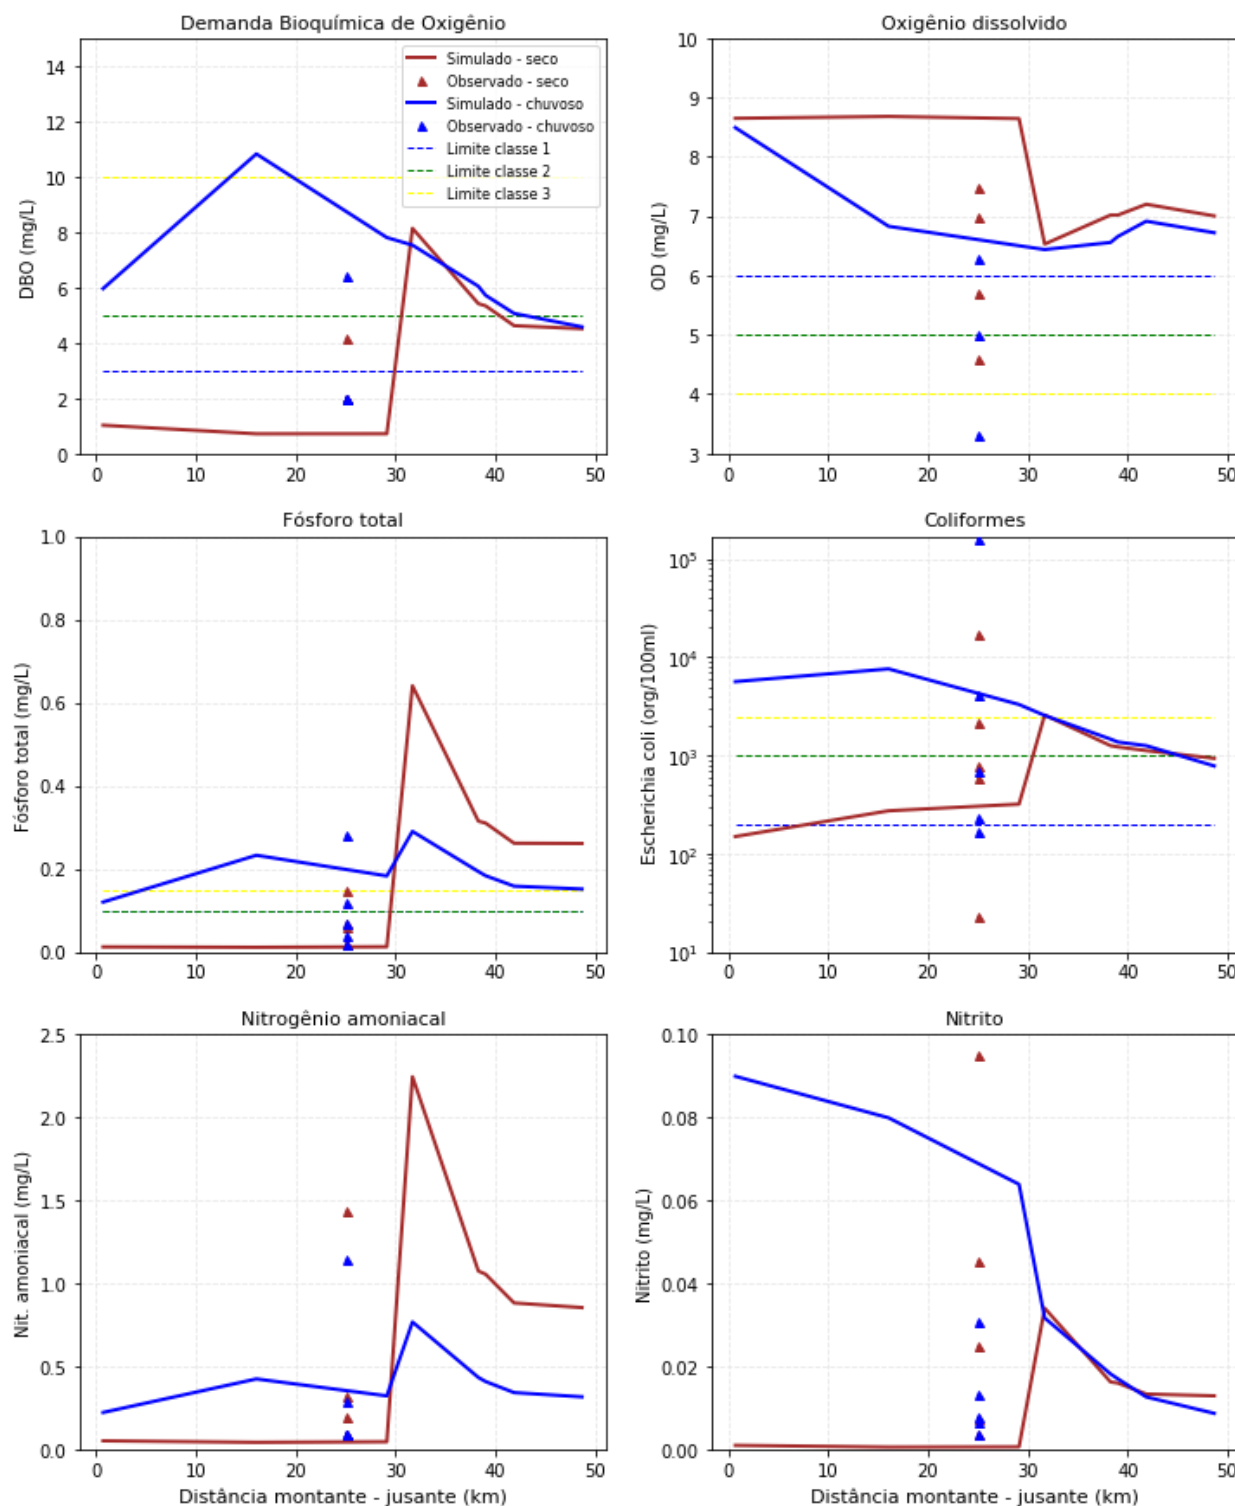 Demanda Bioquímica de Oxigênio
DBO (mg/L)
14
12
10
8
6
4
2
0
0 10 20 30 40 50
Simulado - seco
Observado - seco
Simulado - chuvoso
Observado - chuvoso
Limite classe 1
Limite classe 2
Limite classe 3
Oxigênio dissolvido
OD (mg/L)
10
9
8
7
6
5
4
3
0 10 20 30 40 50
Fósforo total
Fósforo total (mg/L)
1.0
0.8
0.6
0.4
0.2
0.0
0 10 20 30 40 50
Coliformes
Escherichia coli (org/100ml)
10⁵
10⁴
10³
10²
10¹
0 10 20 30 40 50
Nitrogênio amoniacal
Nit. amoniacal (mg/L)
2.5
2.0
1.5
1.0
0.5
0.0
0 10 20 30 40 50
Distância montante - jusante (km)
Nitrito
Nitrito (mg/L)
0.10
0.08
0.06
0.04
0.02
0.00
0 10 20 30 40 50
Distância montante - jusante (km)